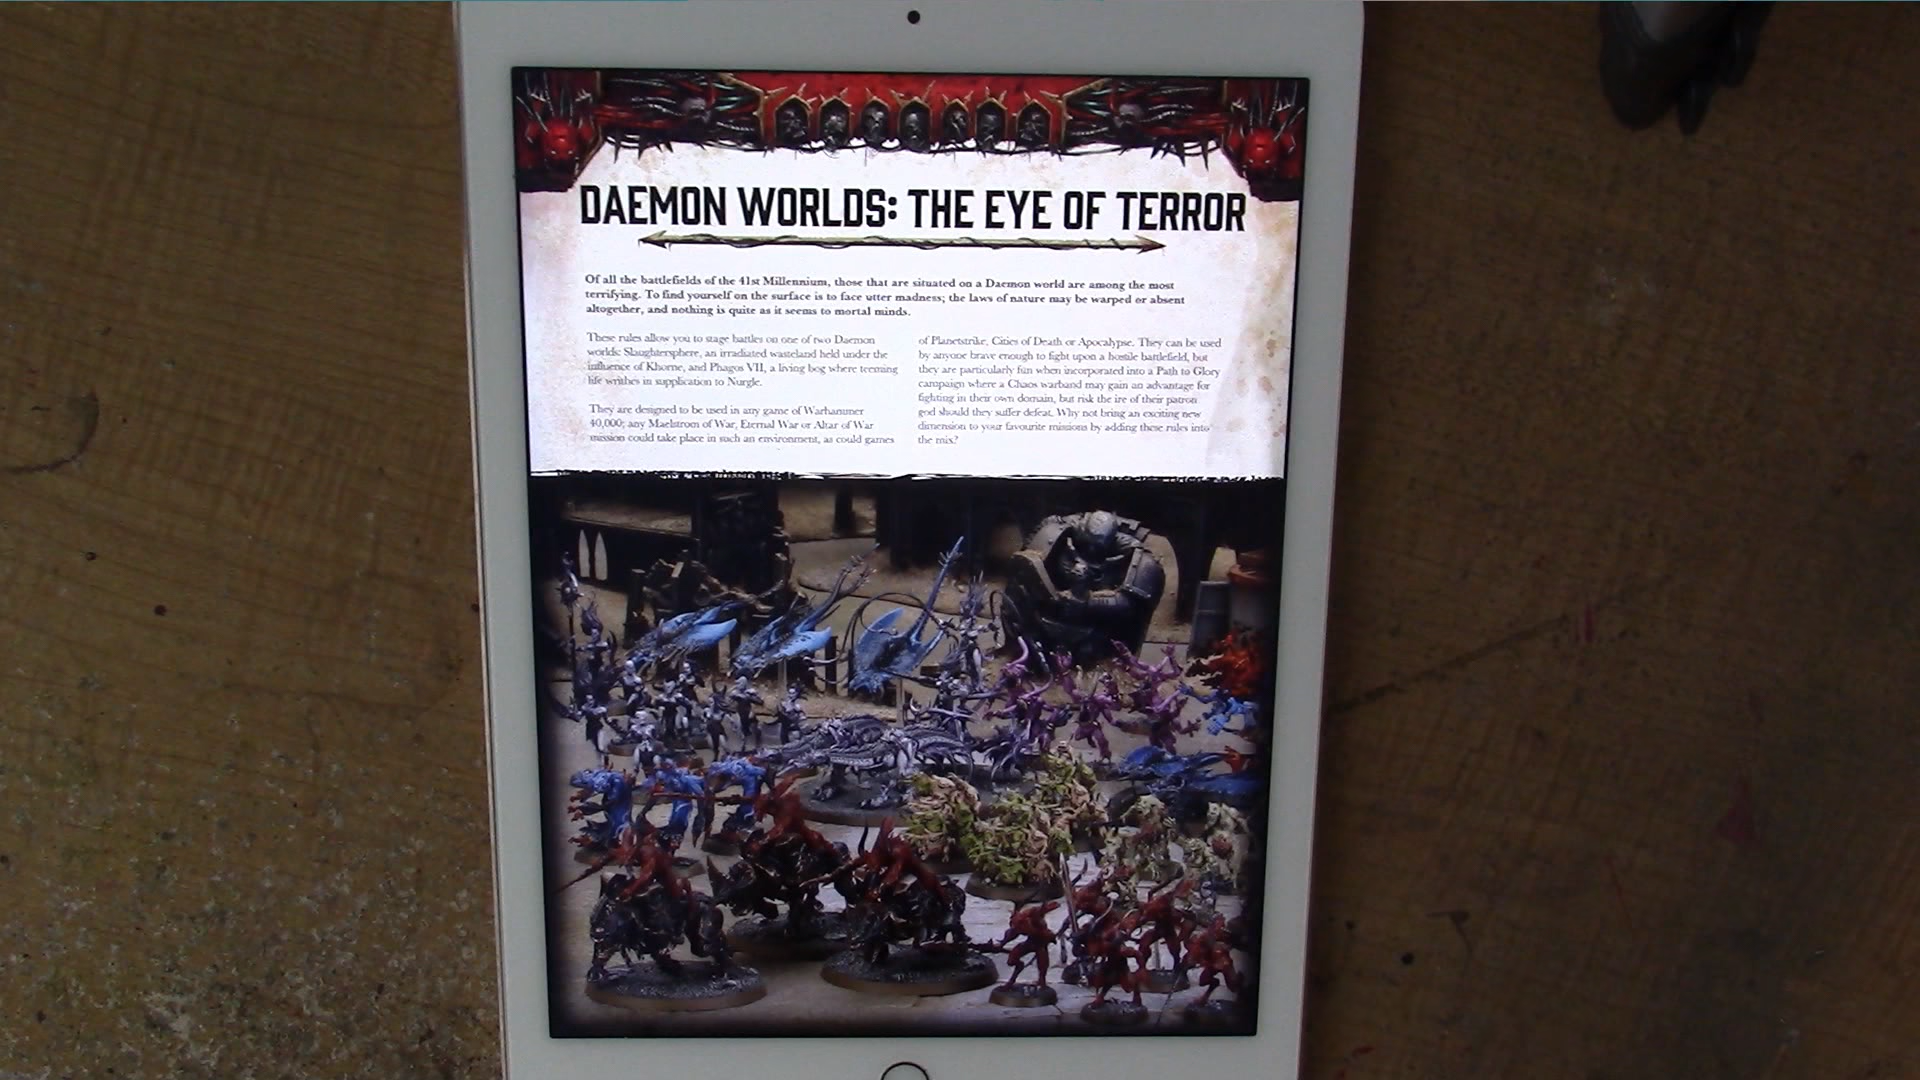 DAEMON WORLDS: THE EYE OF TERROR
Of all the battlefields of the 41st Millennium, those that are situated on a Daemon world are among the most
terrifying. To find yourself on the surface is to face utter madness; the laws of nature may be warped or absent
altogether, and nothing is quite as it seems to mortal minds.
These rules allow you to stage battles on one of two Daemon
worlds: Slaughtersphere, an irradiated wasteland held under the
influence of Khorne, and Phagos VII, a living bog where teeming
life writhes in supplication to Nurgle.
They are designed to be used in any game of Warhammer
40,000; any Maelstrom of War, Eternal War or Altar of War
mission could take place in such an environment, as could games
of Planetstrike, Cities of Death or Apocalypse. They can be used
by anyone brave enough to fight upon a hostile battlefield, but
they are particularly fun when incorporated into a Path to Glory
campaign where a Chaos warband may gain an advantage for
fighting in their own domain, but risk the ire of their patron
god should they suffer defeat. Why not bring an exciting new
dimension to your favourite missions by adding these rules into
the mix?